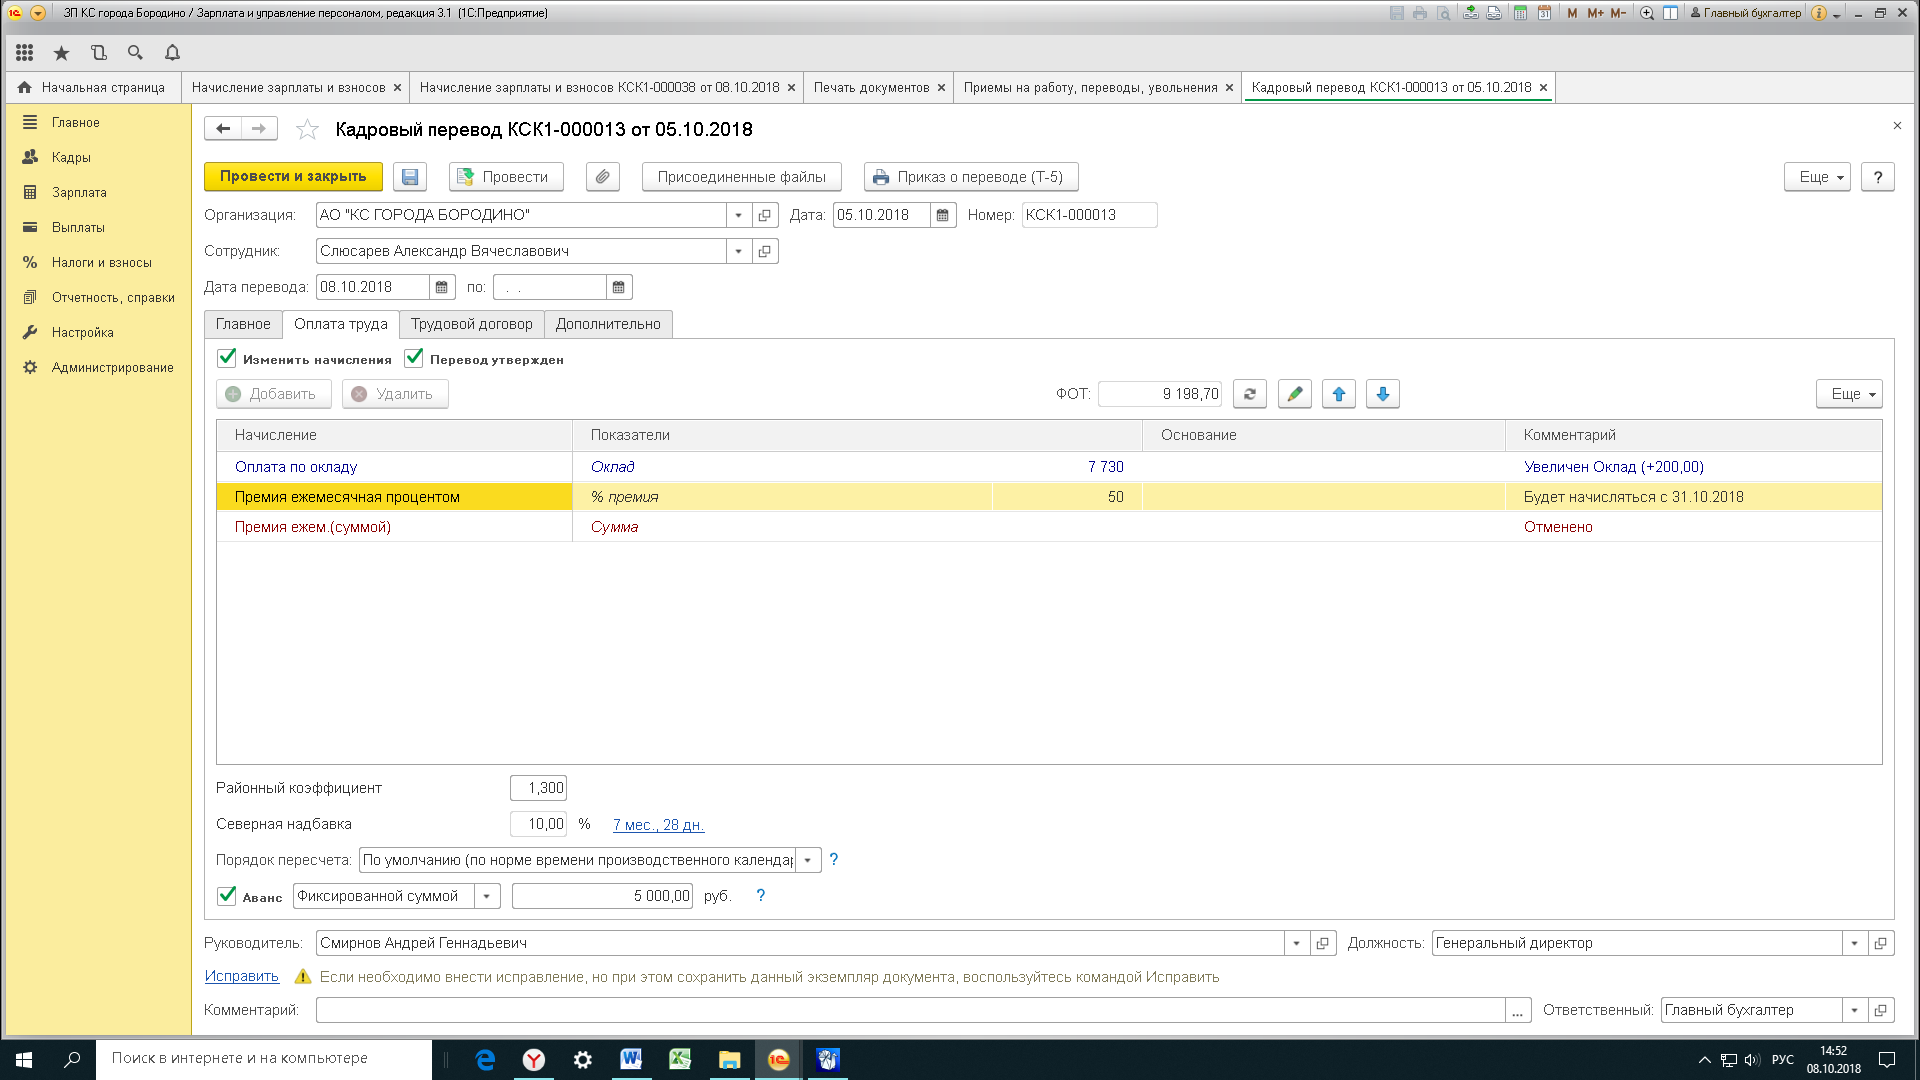 ЗП КС города Бородино / Зарплата и управление персоналом, редакция 3.1 (1С:Предприятие)
M M+ M- Главный бухгалтер
Начальная страница
Начисление зарплаты и взносов
Начисление зарплаты и взносов КСК1-000038 от 08.10.2018
Печать документов
Приемы на работу, переводы, увольнения
Кадровый перевод КСК1-000013 от 05.10.2018
Главное
Кадры
Зарплата
Выплаты
Налоги и взносы
Отчетность, справки
Настройка
Администрирование
Кадровый перевод КСК1-000013 от 05.10.2018
Провести и закрыть
Провести
Присоединенные файлы
Приказ о переводе (Т-5)
Еще
?
Организация: АО "КС ГОРОДА БОРОДИНО" Дата: 05.10.2018 Номер: КСК1-000013
Сотрудник: Слюсарев Александр Вячеславович
Дата перевода: 08.10.2018 по: . .
Главное Оплата труда Трудовой договор Дополнительно
Изменить начисления Перевод утвержден
Добавить Удалить ФОТ: 9 198,70 Еще
Начисление Показатели Основание Комментарий
Оплата по окладу Оклад 7 730 Увеличен Оклад (+200,00)
Премия ежемесячная процентом % премия 50 Будет начисляться с 31.10.2018
Премия ежем.(суммой) Сумма Отменено
Районный коэффициент 1,300
Северная надбавка 10,00 % 7 мес., 28 дн.
Порядок пересчета: По умолчанию (по норме времени производственного календар ?
Аванс Фиксированной суммой 5 000,00 руб. ?
Руководитель: Смирнов Андрей Геннадьевич Должность: Генеральный директор
Исправить Если необходимо внести исправление, но при этом сохранить данный экземпляр документа, воспользуйтесь командой Исправить
Комментарий: ... Ответственный: Главный бухгалтер
Поиск в интернете и на компьютере
РУС
14:52
08.10.2018